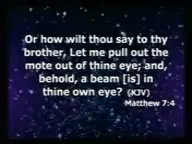 Or how wilt thou say to thy
brother, Let me pull out the
mote out of thine eye; and,
behold, a beam [is] in
thine own eye? (KJV)
Matthew 7:4